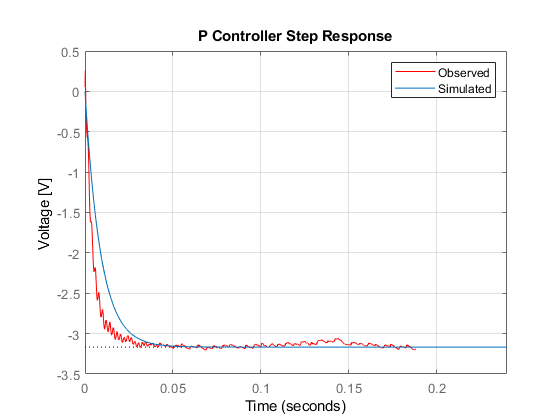 P Controller Step Response
Observed
Simulated
Voltage [V]
0.5
0
-0.5
-1
-1.5
-2
-2.5
-3
-3.5
0
0.05
0.1
0.15
0.2
Time (seconds)